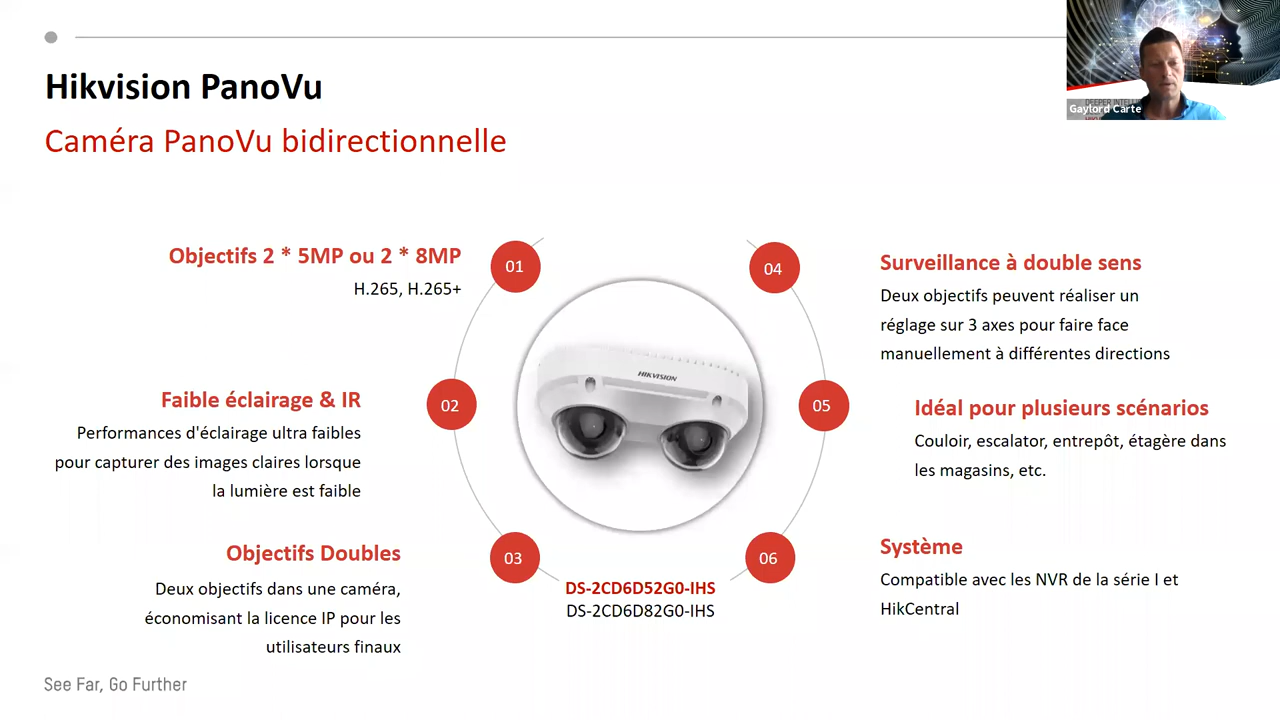 Hikvision PanoVu
Caméra PanoVu bidirectionnelle
Gaylord Carte
01
Objectifs 2 * 5MP ou 2 * 8MP
H.265, H.265+
02
Faible éclairage & IR
Performances d'éclairage ultra faibles
pour capturer des images claires lorsque
la lumière est faible
03
Objectifs Doubles
Deux objectifs dans une caméra,
économisant la licence IP pour les
utilisateurs finaux
HIKVISION
DS-2CD6D52G0-IHS
DS-2CD6D82G0-IHS
04
Surveillance à double sens
Deux objectifs peuvent réaliser un
réglage sur 3 axes pour faire face
manuellement à différentes directions
05
Idéal pour plusieurs scénarios
Couloir, escalator, entrepôt, étagère dans
les magasins, etc.
06
Système
Compatible avec les NVR de la série I et
HikCentral
See Far, Go Further